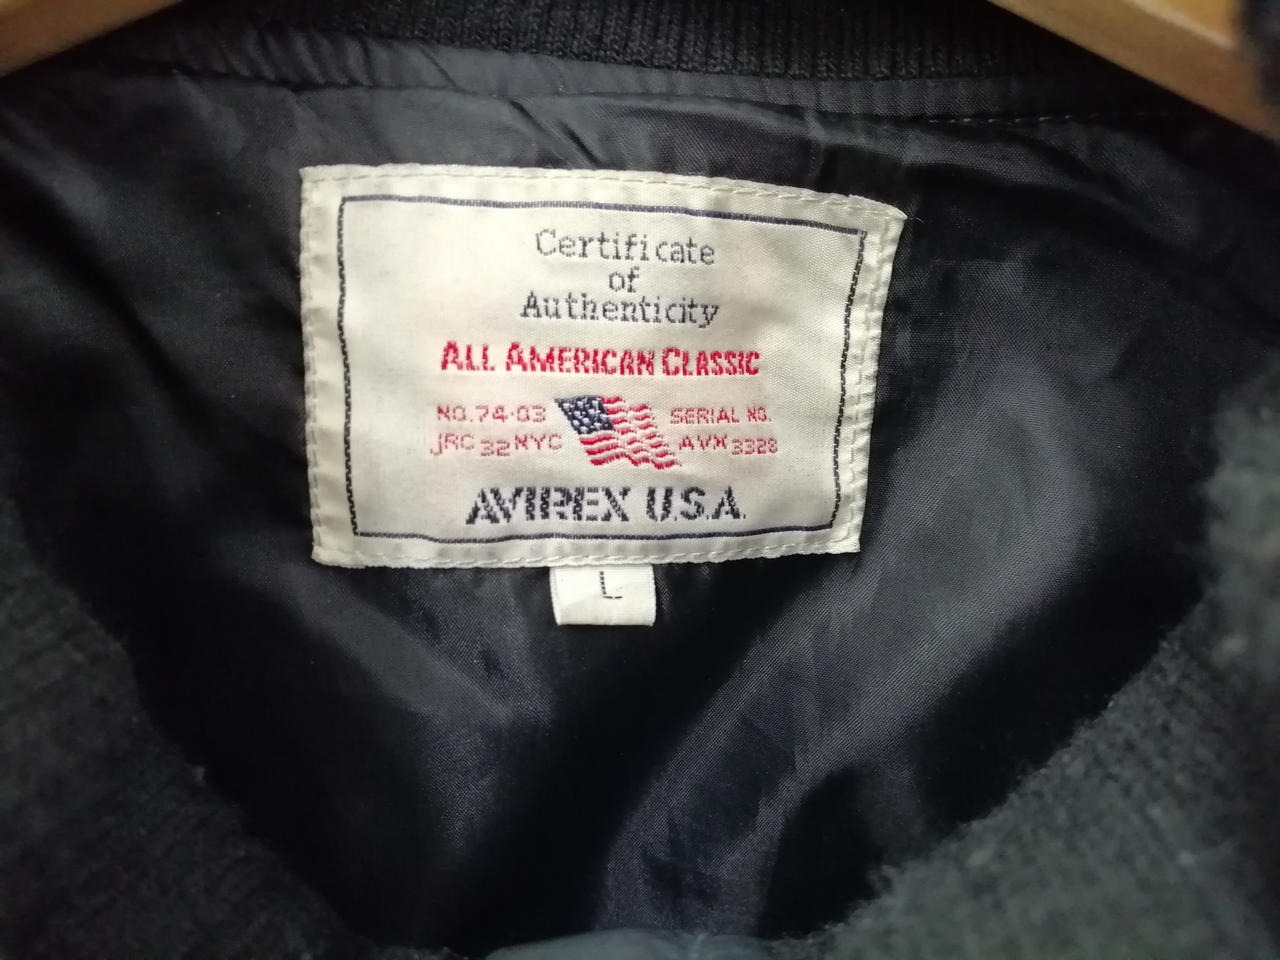 Certificate
of
Authenticity
ALL AMERICAN CLASSIC
NO. 74-03 SERIAL NO.
JRC 32 NYC AVX 3328
AVIREX U.S.A.
L